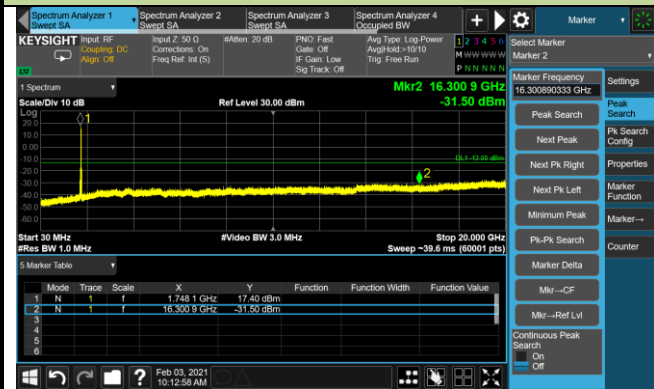 Spectrum Analyzer 1
Swept SA
Spectrum Analyzer 2
Swept SA
Spectrum Analyzer 3
Swept SA
Spectrum Analyzer 4
Occupied BW
+
Marker
KEYSIGHT
Input: RF
Coupling: DC
Align: Off
Input Z: 50 Ω
Corrections: On
Freq Ref: Int (S)
#Atten: 20 dB
PNO: Fast
Gate: Off
IF Gain: Low
Sig Track: Off
Avg Type: Log-Power
Avg|Hold:>10/10
Trig: Free Run
1 2 3 4 5 6
M W W W W W
P N N N N N
LXI
Select Marker
Marker 2
1 Spectrum
Mkr2 16.300 9 GHz
-31.50 dBm
Scale/Div 10 dB
Ref Level 30.00 dBm
Log
20.0
10.0
0.00
-10.0
-20.0
-30.0
-40.0
-50.0
-60.0
1
2
DL1 -13.00 dBm
Start 30 MHz
#Res BW 1.0 MHz
#Video BW 3.0 MHz
Stop 20.000 GHz
Sweep ~39.6 ms (60001 pts)
5 Marker Table
Mode Trace Scale X Y Function Function Width Function Value
1 N 1 f 1.748 1 GHz 17.40 dBm
2 N 1 f 16.300 9 GHz -31.50 dBm
3
4
5
6
Marker Frequency
16.300890333 GHz
Peak Search
Next Peak
Next Pk Right
Next Pk Left
Minimum Peak
Pk-Pk Search
Marker Delta
Mkr→CF
Mkr→Ref Lvl
Continuous Peak
Search
On
Off
Settings
Peak
Search
Pk Search
Config
Properties
Marker
Function
Marker→
Counter
?
Feb 03, 2021
10:12:58 AM